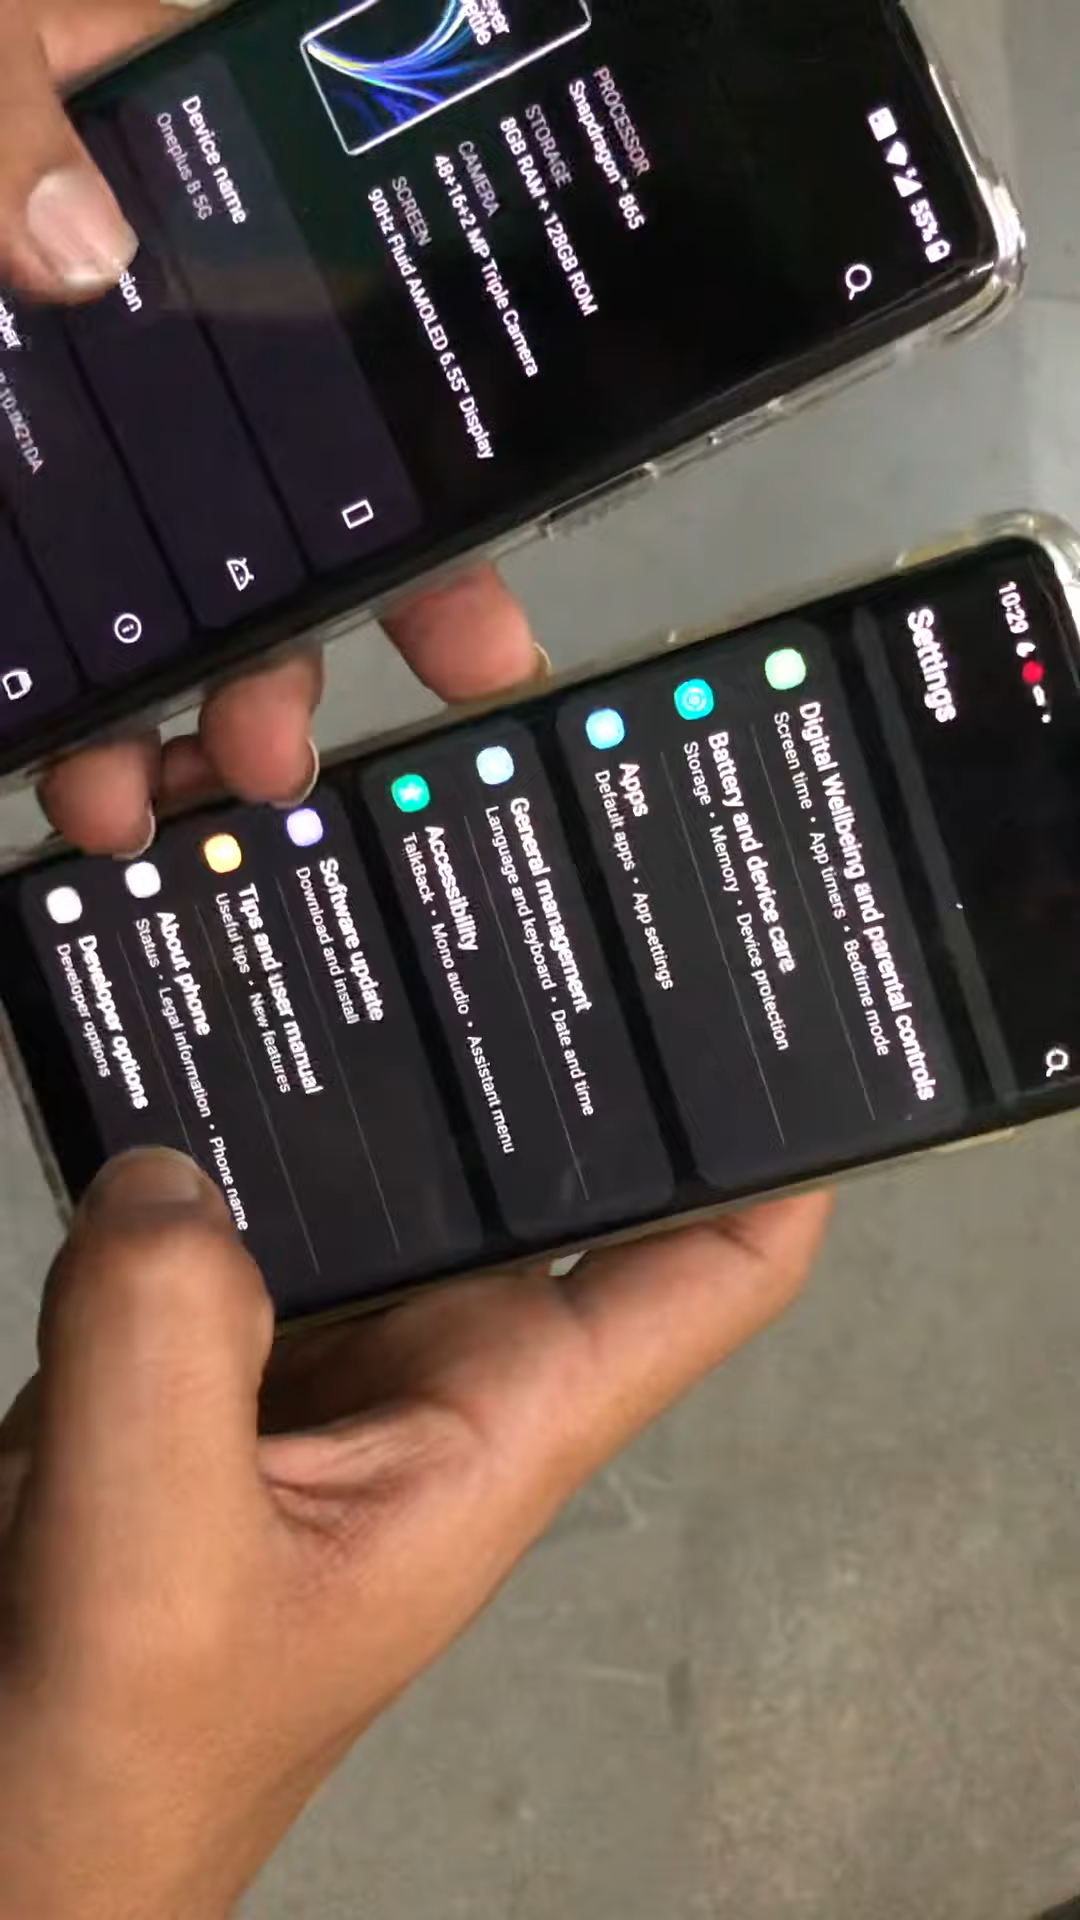 55%
PROCESSOR
Snapdragon™ 865
STORAGE
8GB RAM + 128GB ROM
CAMERA
48+16+2 MP Triple Camera
SCREEN
90Hz Fluid AMOLED 6.55" Display
Device name
Oneplus 8 5G
10:29
Settings
Digital Wellbeing and parental controls
Screen time • App timers • Bedtime mode
Battery and device care
Storage • Memory • Device protection
Apps
Default apps • App settings
General management
Language and keyboard • Date and time
Accessibility
TalkBack • Mono audio • Assistant menu
Software update
Download and install
Tips and user manual
Useful tips • New features
About phone
Status • Legal information • Phone name
Developer options
Developer options